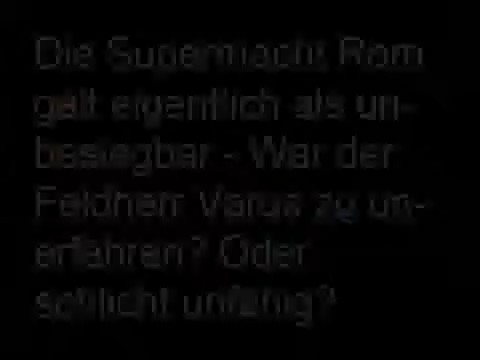 Die Supermacht Rom
galt eigentlich als un-
besiegbar - War der
Feldherr Varus zu un-
erfahren? Oder
schlicht unfähig?